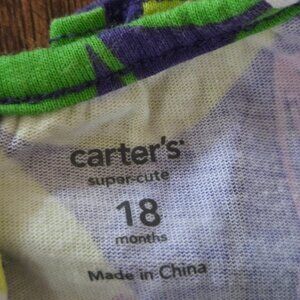 carter's
super-cute
18
months
Made in China